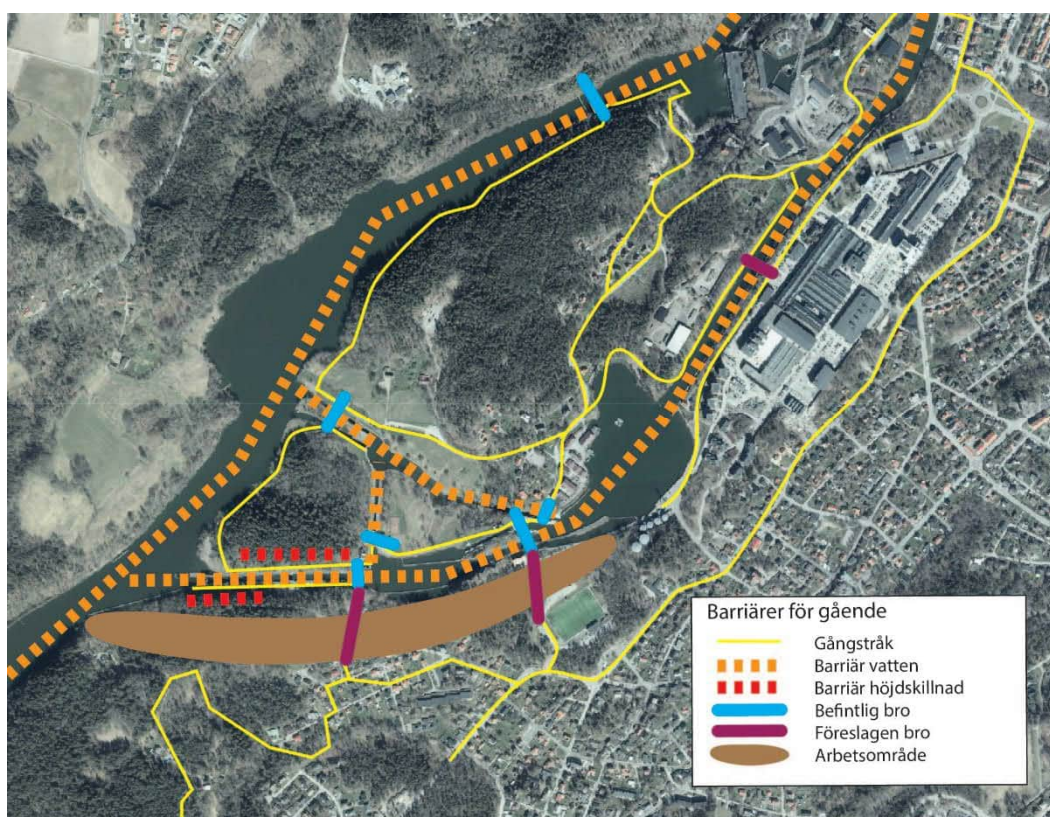 Barriärer för gående
Gångstråk
Barriär vatten
Barriär höjdskillnad
Befintlig bro
Föreslagen bro
Arbetsområde